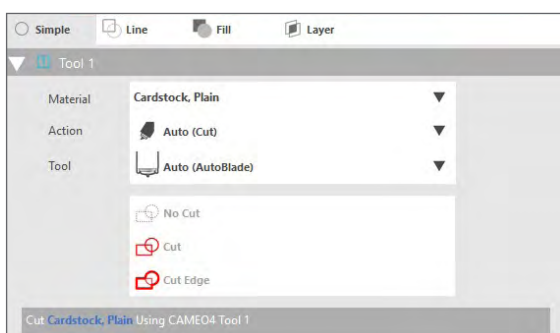 Simple Line Fill Layer
Tool 1
Material Cardstock, Plain
Action Auto (Cut)
Tool Auto (AutoBlade)
No Cut
Cut
Cut Edge
Cut Cardstock, Plain Using CAMEO4 Tool 1